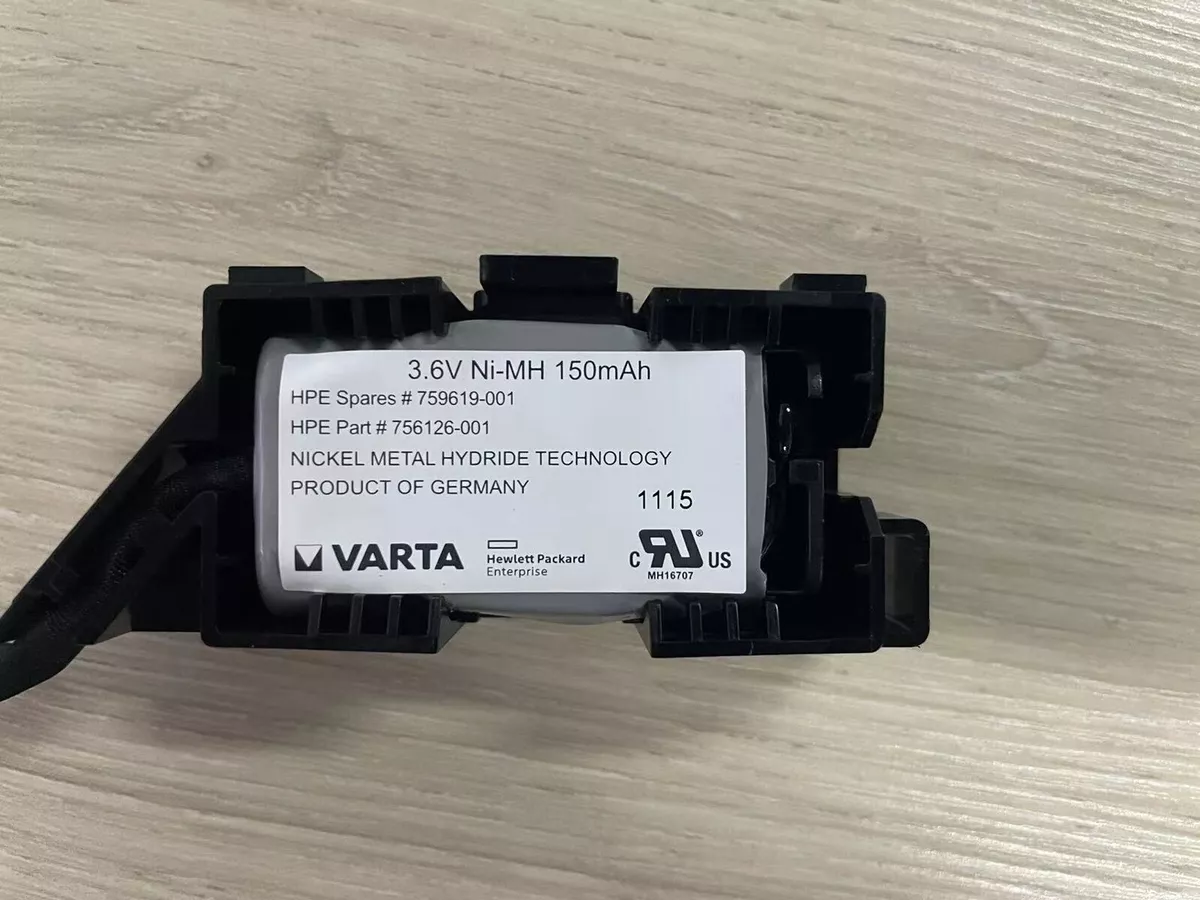 3.6V Ni-MH 150mAh
HPE Spares # 759619-001
HPE Part # 756126-001
NICKEL METAL HYDRIDE TECHNOLOGY
PRODUCT OF GERMANY
1115
VARTA
Hewlett Packard
Enterprise
C RU® US
MH16707